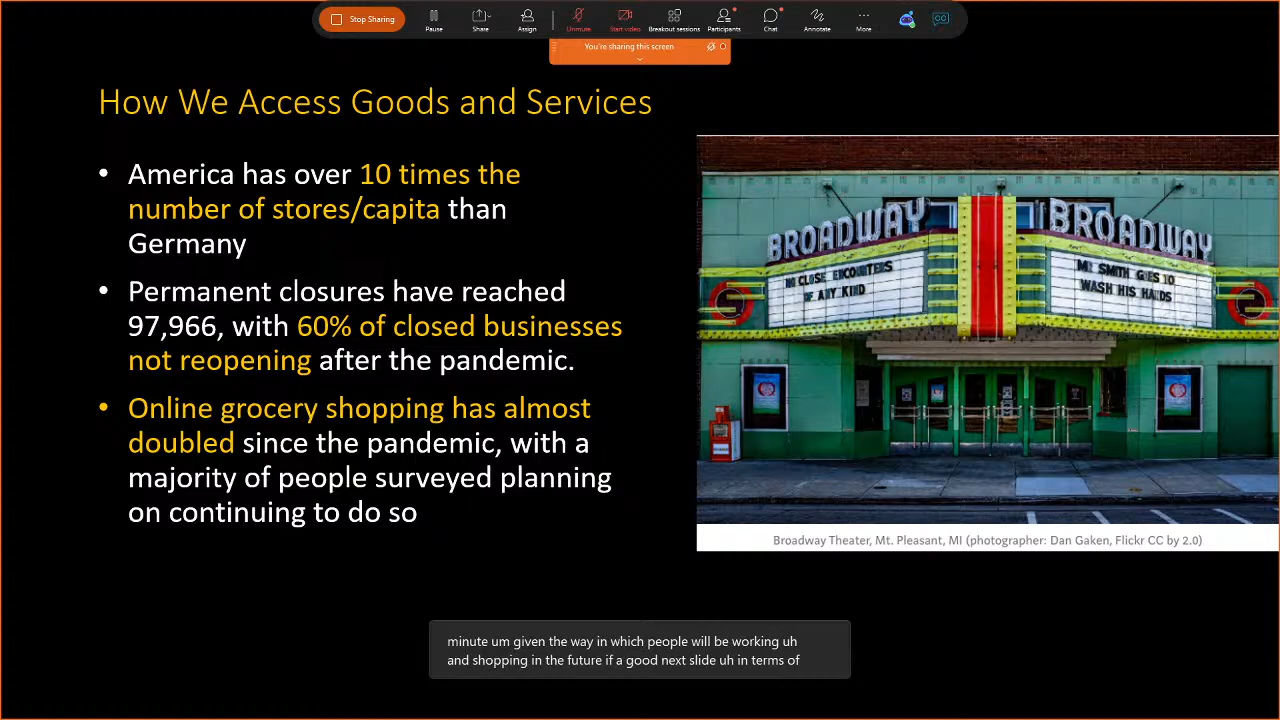 Stop Sharing
Pause
Share
Assign
Unmute
Start video
Breakout sessions
Participants
Chat
Annotate
More
CC
You're sharing this screen
How We Access Goods and Services
• America has over 10 times the
number of stores/capita than
Germany
• Permanent closures have reached
97,966, with 60% of closed businesses
not reopening after the pandemic.
• Online grocery shopping has almost
doubled since the pandemic, with a
majority of people surveyed planning
on continuing to do so
BROADWAY
BROADWAY
NO CLOSE ENCOUNTERS
OF ANY KIND
MR SMITH GOES TO
WASH HIS HANDS
Broadway Theater, Mt. Pleasant, MI (photographer: Dan Gaken, Flickr CC by 2.0)
minute um given the way in which people will be working uh
and shopping in the future if a good next slide uh in terms of